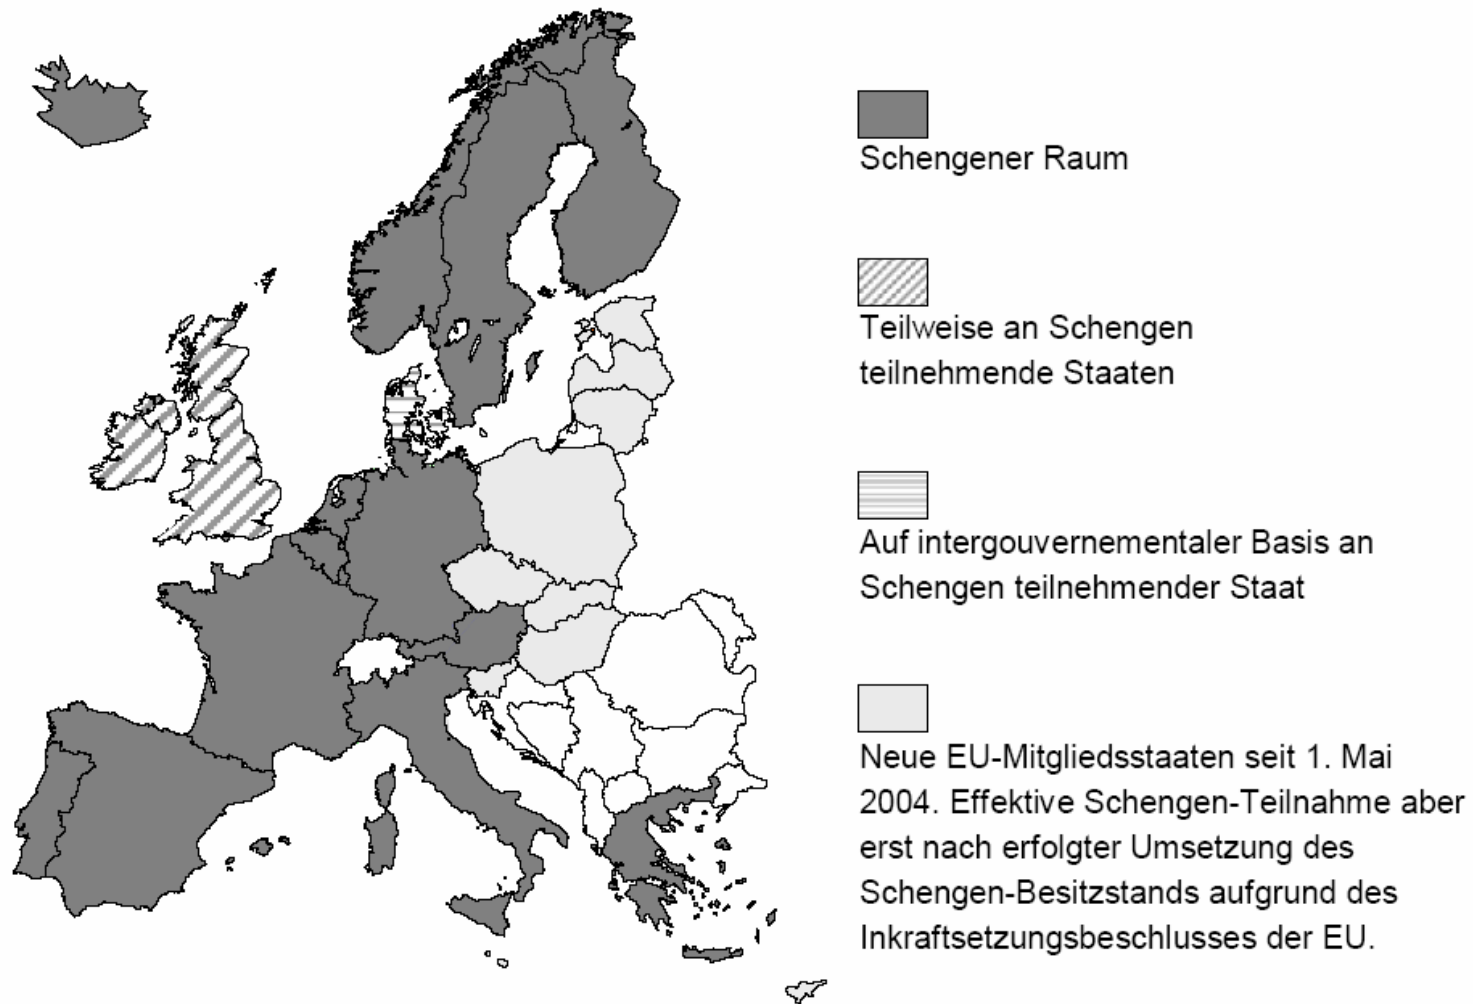 Schengener Raum
Teilweise an Schengen
teilnehmende Staaten
Auf intergouvernementaler Basis an
Schengen teilnehmender Staat
Neue EU-Mitgliedsstaaten seit 1. Mai
2004. Effektive Schengen-Teilnahme aber
erst nach erfolgter Umsetzung des
Schengen-Besitzstands aufgrund des
Inkraftsetzungsbeschlusses der EU.